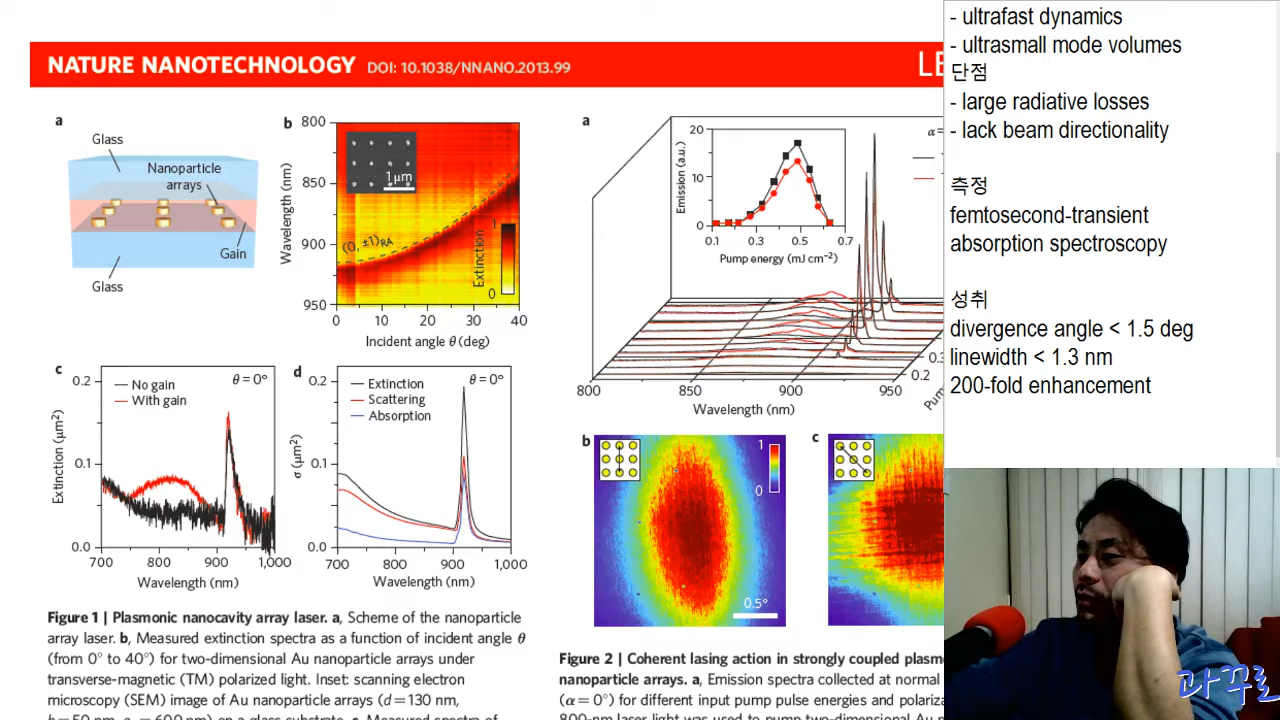 NATURE NANOTECHNOLOGY DOI: 10.1038/NNANO.2013.99
LE
a
Glass
Nanoparticle
arrays
Gain
Glass
b
800
850
900
950
Wavelength (nm)
1 μm
(0, ±1)RA
Extinction
1
0
0 10 20 30 40
Incident angle θ (deg)
c
0.2
0.1
0.0
Extinction (μm²)
No gain
With gain
θ = 0°
700 800 900 1,000
Wavelength (nm)
d
0.2
0.1
0.0
σ (μm²)
Extinction
Scattering
Absorption
θ = 0°
700 800 900 1,000
Wavelength (nm)
Figure 1 | Plasmonic nanocavity array laser. a, Scheme of the nanoparticle
array laser. b, Measured extinction spectra as a function of incident angle θ
(from 0° to 40°) for two-dimensional Au nanoparticle arrays under
transverse-magnetic (TM) polarized light. Inset: scanning electron
microscopy (SEM) image of Au nanoparticle arrays (d = 130 nm,
a
20
10
0
Emission (a.u.)
0.1 0.3 0.5 0.7
Pump energy (mJ cm⁻²)
α=
0.3
0.2
800 850 900 950
Wavelength (nm)
Pum
b
1
0
0.5°
c
Figure 2 | Coherent lasing action in strongly coupled plasm
nanoparticle arrays. a, Emission spectra collected at normal
(α = 0°) for different input pump pulse energies and polariza
800-nm laser light was used to pump two-dimensional Au n
- ultrafast dynamics
- ultrasmall mode volumes
단점
- large radiative losses
- lack beam directionality
측정
femtosecond-transient
absorption spectroscopy
성취
divergence angle < 1.5 deg
linewidth < 1.3 nm
200-fold enhancement
과꾸로